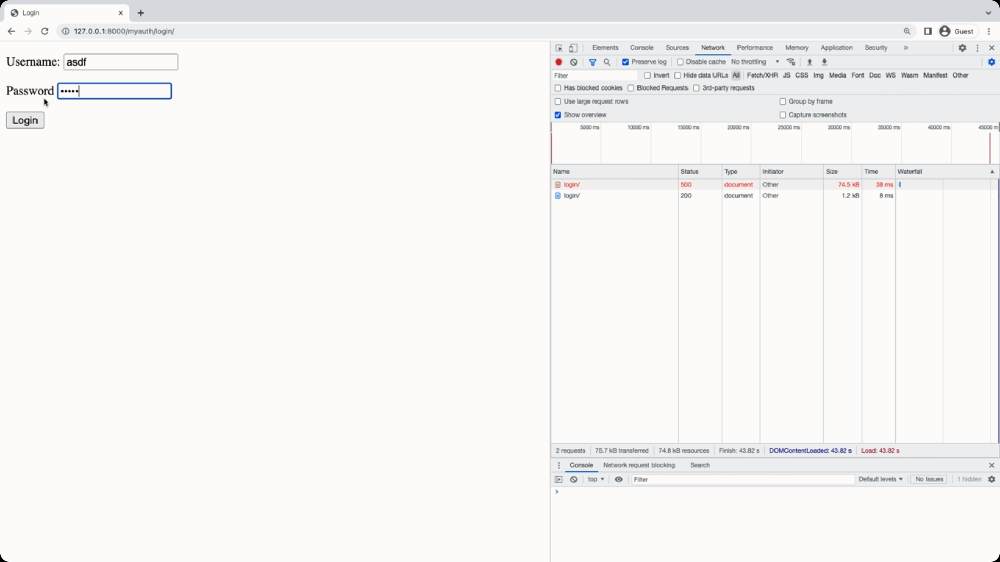 Login
127.0.0.1:8000/myauth/login/
Guest
Username: asdf
Password •••••
Login
Elements Console Sources Network Performance Memory Application Security »
Preserve log Disable cache No throttling
Filter Invert Hide data URLs All Fetch/XHR JS CSS Img Media Font Doc WS Wasm Manifest Other
Has blocked cookies Blocked Requests 3rd-party requests
Use large request rows Group by frame
Show overview Capture screenshots
5000 ms 10000 ms 15000 ms 20000 ms 25000 ms 30000 ms 35000 ms 40000 ms 45000 m
Name Status Type Initiator Size Time Waterfall
login/ 500 document Other 74.5 kB 38 ms
login/ 200 document Other 1.2 kB 8 ms
2 requests 75.7 kB transferred 74.8 kB resources Finish: 43.82 s DOMContentLoaded: 43.82 s Load: 43.82 s
Console Network request blocking Search
top Filter Default levels No Issues 1 hidden